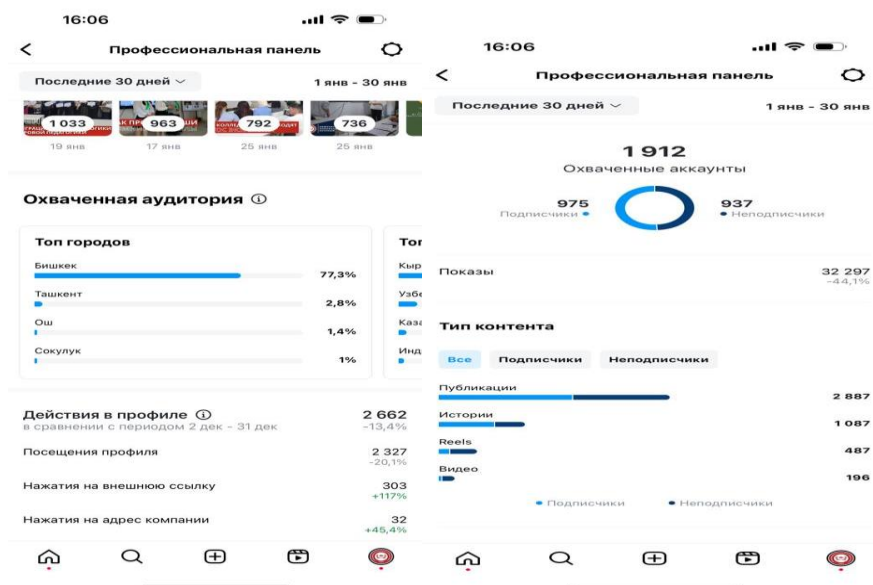 16:06
Профессиональная панель
Последние 30 дней
1 янв - 30 янв
1 033
963
792
736
19 янв
17 янв
25 янв
25 янв
Охваченная аудитория
Топ городов
Бишкек
77,3%
Ташкент
2,8%
Ош
1,4%
Сокулук
1%
Топ
Кыр
Узбе
Каза
Инд
Действия в профиле
2 662
в сравнении с периодом 2 дек - 31 дек
-13,4%
Посещения профиля
2 327
-20,1%
Нажатия на внешнюю ссылку
303
+117%
Нажатия на адрес компании
32
+45,4%
16:06
Профессиональная панель
Последние 30 дней
1 янв - 30 янв
1 912
Охваченные аккаунты
975
Подписчики
937
Неподписчики
Показы
32 297
-44,1%
Тип контента
Все
Подписчики
Неподписчики
Публикации
2 887
Истории
1 087
Reels
487
Видео
196
Подписчики
Неподписчики